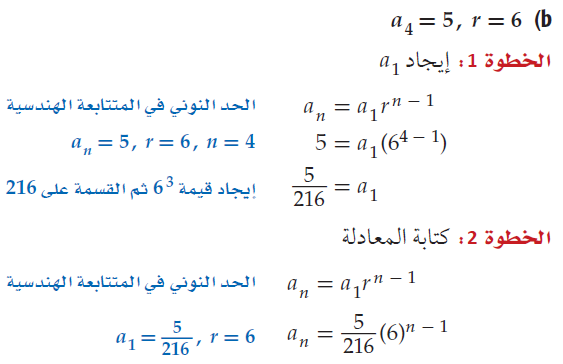 (b a₄ = 5, r = 6
الخطوة 1: إيجاد a₁
aₙ = a₁rⁿ⁻¹ الحد النوني في المتتابعة الهندسية
5 = a₁(6⁴⁻¹) aₙ = 5, r = 6, n = 4
5/216 = a₁ إيجاد قيمة 6³ ثم القسمة على 216
الخطوة 2: كتابة المعادلة
aₙ = a₁rⁿ⁻¹ الحد النوني في المتتابعة الهندسية
aₙ = 5/216 (6)ⁿ⁻¹ a₁ = 5/216, r = 6